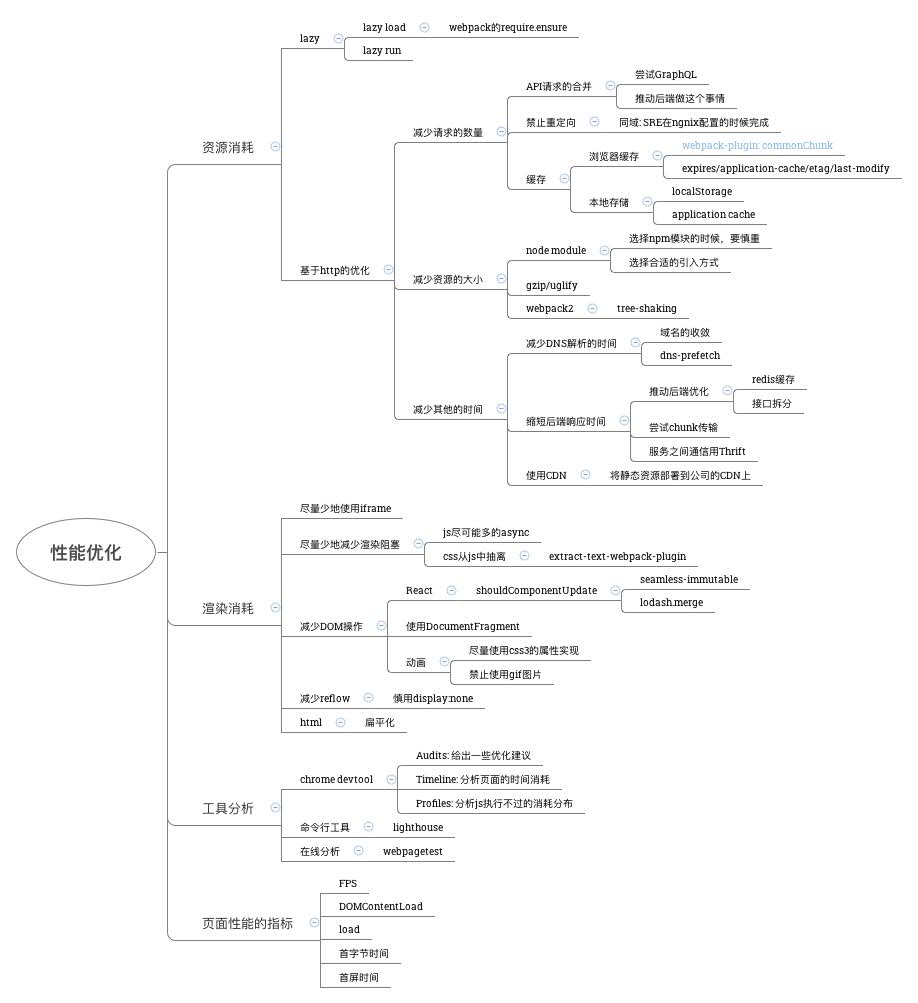 性能优化
资源消耗
lazy
lazy load
webpack的require.ensure
lazy run
基于http的优化
减少请求的数量
API请求的合并
尝试GraphQL
推动后端做这个事情
禁止重定向
同域: SRE在ngnix配置的时候完成
缓存
浏览器缓存
webpack-plugin: commonChunk
expires/application-cache/etag/last-modify
本地存储
localStorage
application cache
减少资源的大小
node module
选择npm模块的时候，要慎重
选择合适的引入方式
gzip/uglify
webpack2
tree-shaking
减少其他的时间
减少DNS解析的时间
域名的收敛
dns-prefetch
缩短后端响应时间
推动后端优化
redis缓存
接口拆分
尝试chunk传输
服务之间通信用Thrift
使用CDN
将静态资源部署到公司的CDN上
渲染消耗
尽量少地使用iframe
尽量少地减少渲染阻塞
js尽可能多的async
css从js中抽离
extract-text-webpack-plugin
减少DOM操作
React
shouldComponentUpdate
seamless-immutable
lodash.merge
使用DocumentFragment
动画
尽量使用css3的属性实现
禁止使用gif图片
减少reflow
慎用display:none
html
扁平化
工具分析
chrome devtool
Audits: 给出一些优化建议
Timeline: 分析页面的时间消耗
Profiles: 分析js执行不过的消耗分布
命令行工具
lighthouse
在线分析
webpagetest
页面性能的指标
FPS
DOMContentLoad
load
首字节时间
首屏时间